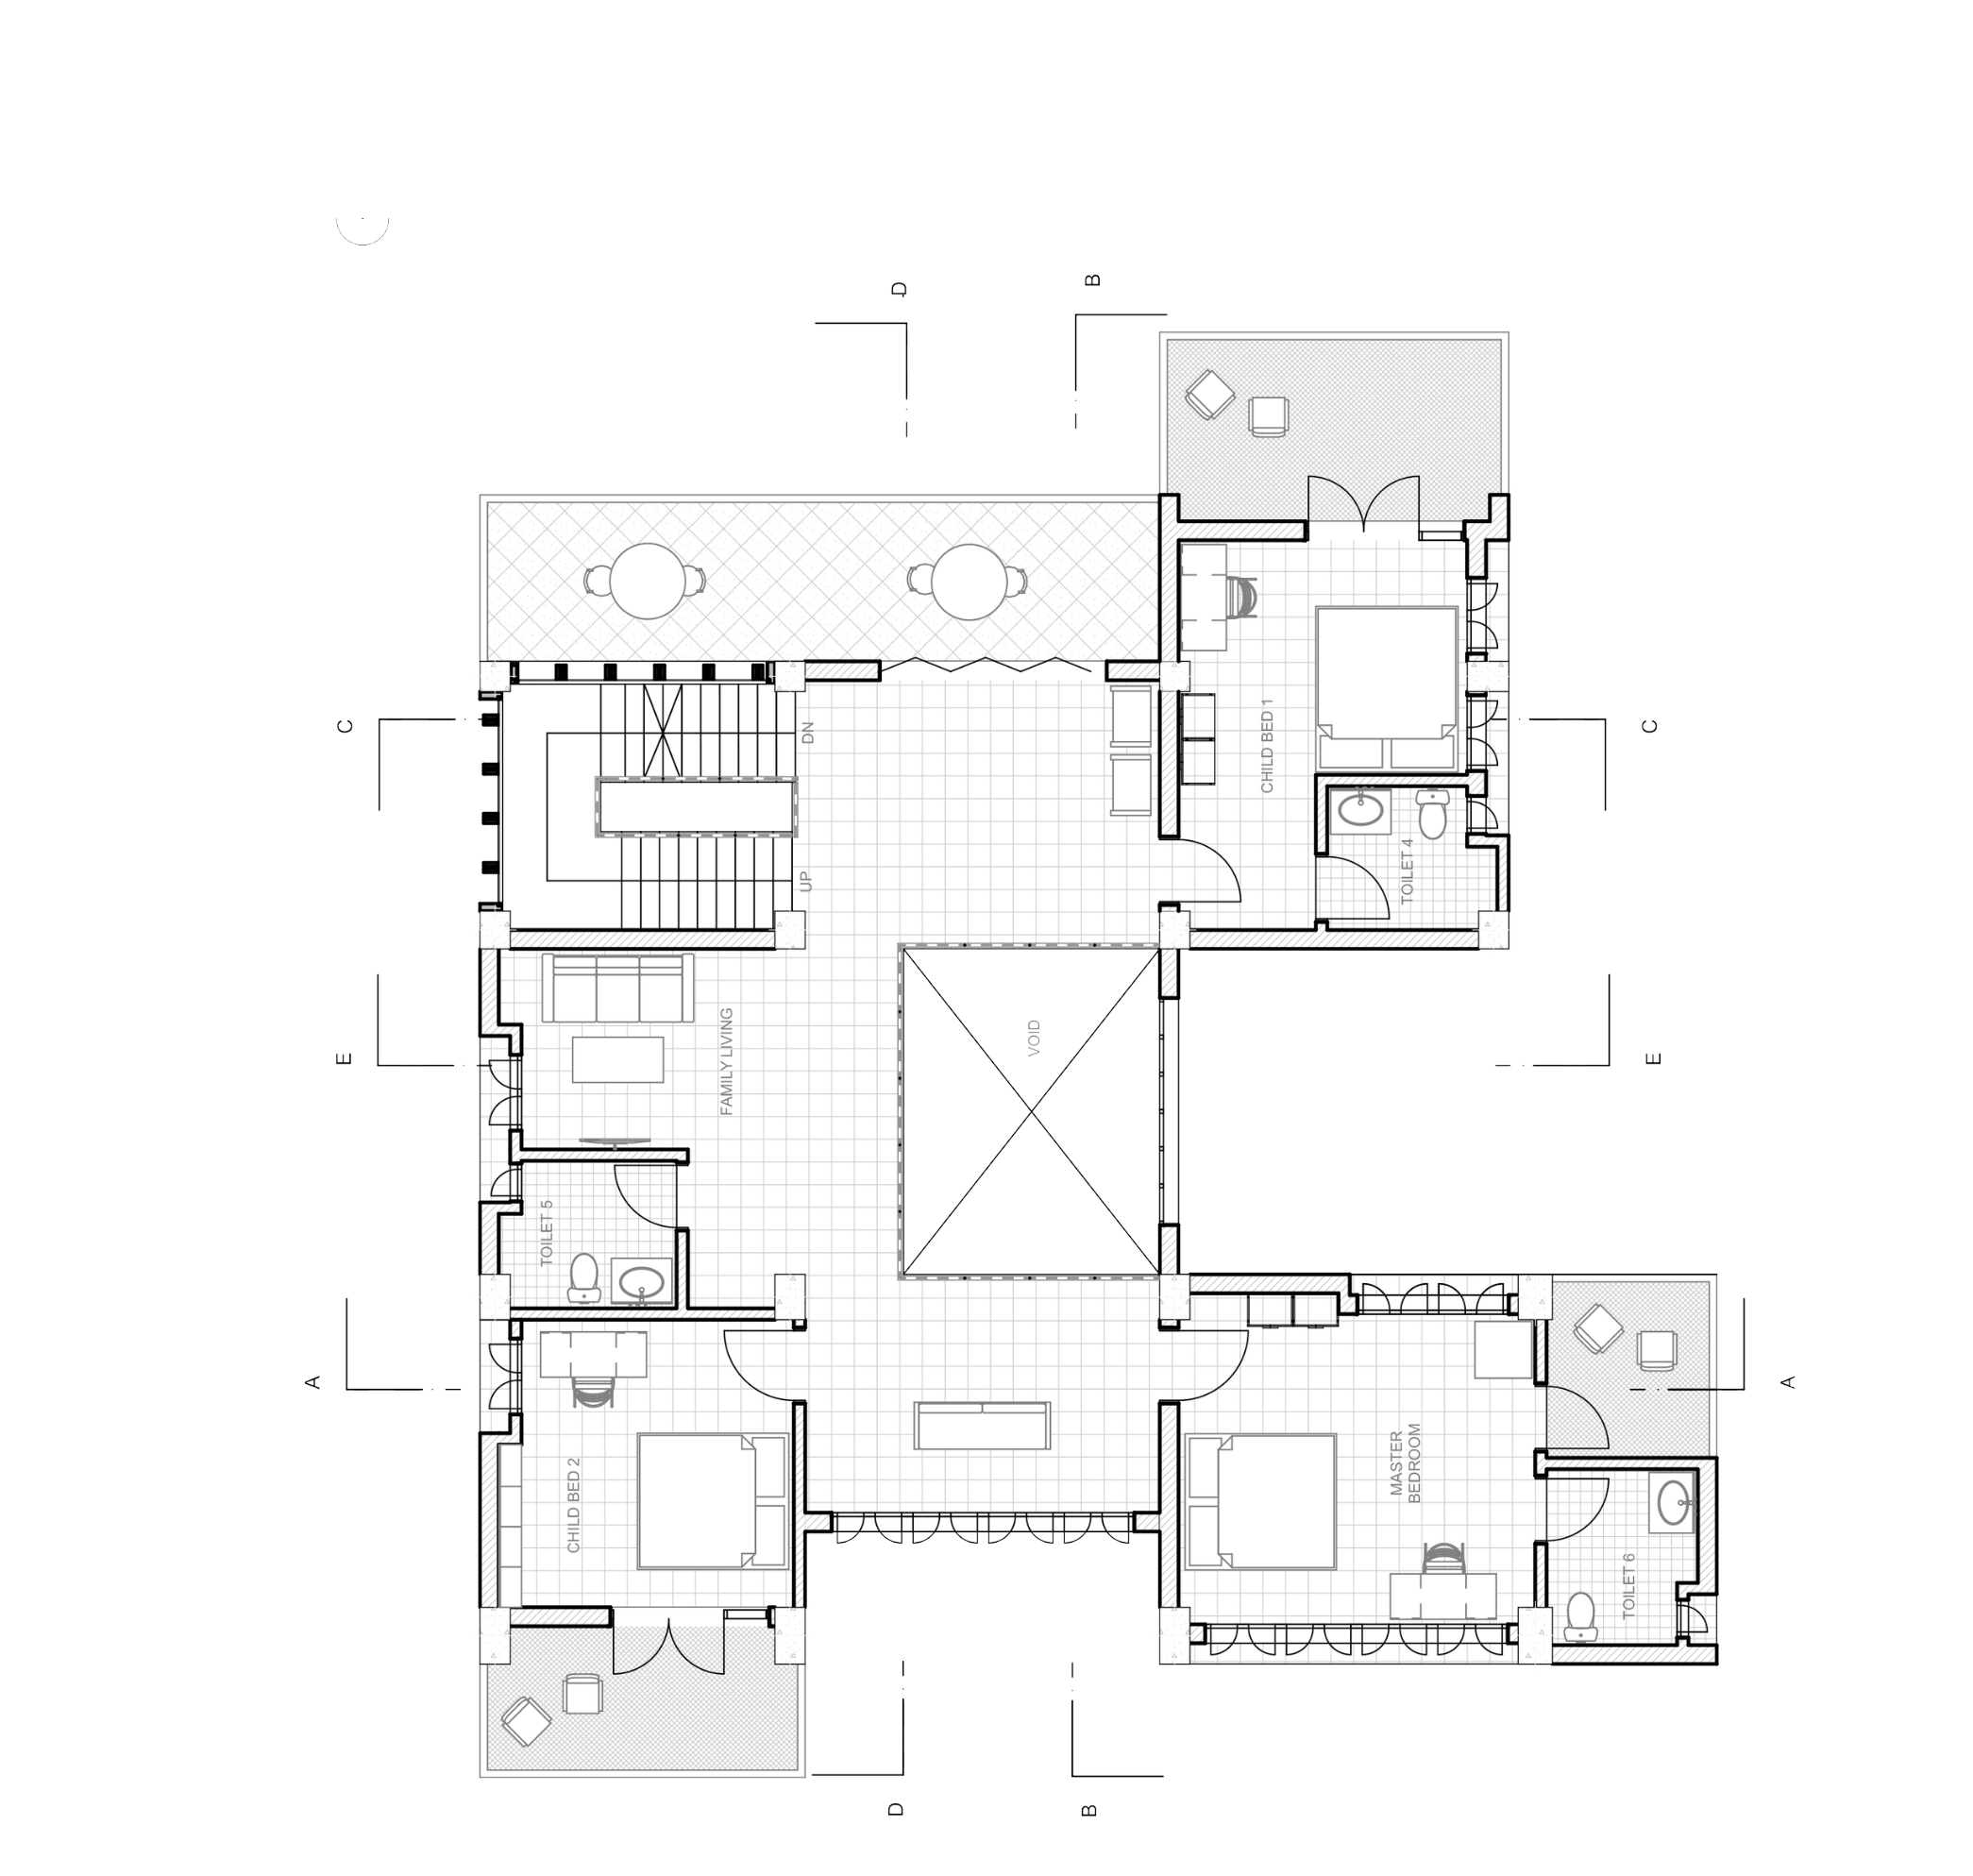 D
B
C
C
DN
CHILD BED 1
UP
TOILET 4
E
E
FAMILY LIVING
VOID
TOILET 5
A
A
CHILD BED 2
MASTER
BEDROOM
TOILET 6
D
B